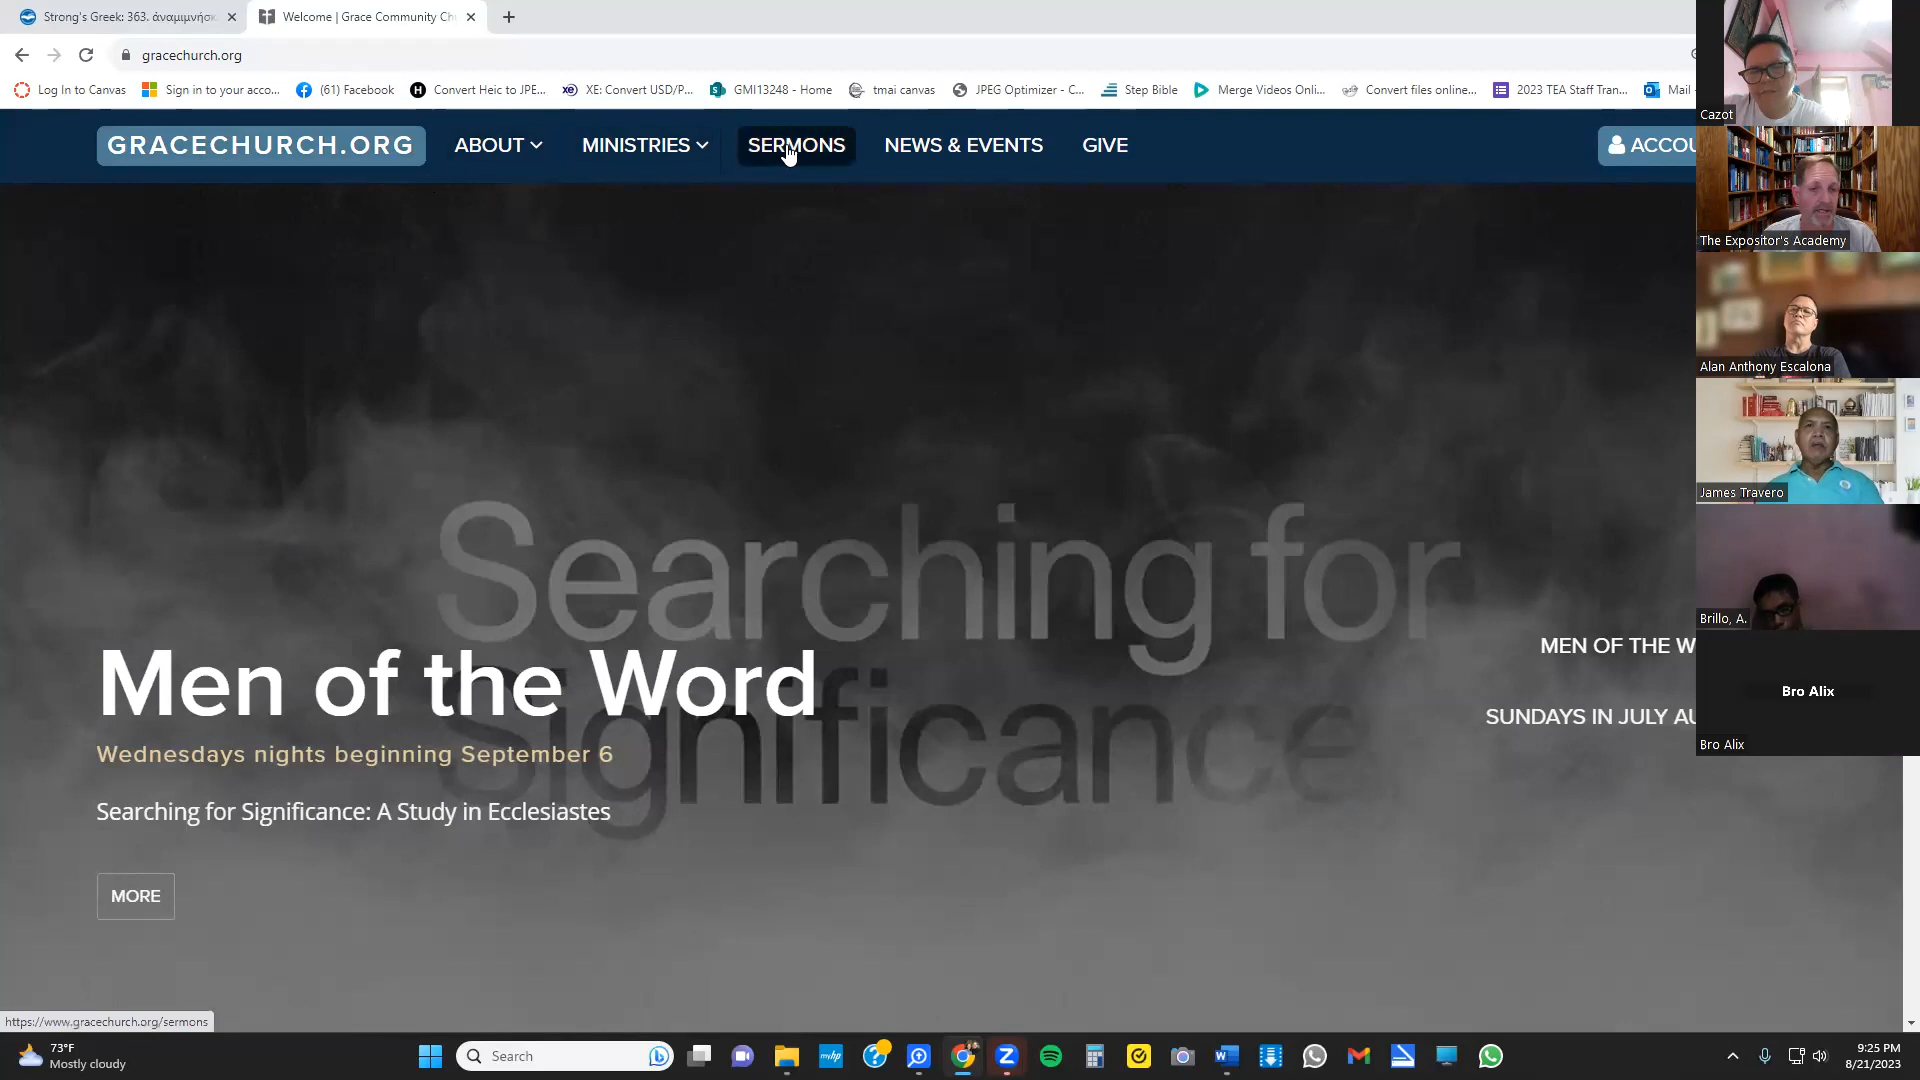 Strong's Greek: 363. ἀναμιμνήσκ
Welcome | Grace Community Ch
gracechurch.org
Log In to Canvas
Sign in to your acco...
(61) Facebook
Convert Heic to JPE...
XE: Convert USD/P...
GMI13248 - Home
tmai canvas
JPEG Optimizer - C...
Step Bible
Merge Videos Onli...
Convert files online...
2023 TEA Staff Tran...
Mail
GRACECHURCH.ORG
ABOUT
MINISTRIES
SERMONS
NEWS & EVENTS
GIVE
ACCOU
Cazot
The Expositor's Academy
Alan Anthony Escalona
James Travero
Brillo, A.
Bro Alix
Bro Alix
Searching for
Significance
Men of the Word
Wednesdays nights beginning September 6
Searching for Significance: A Study in Ecclesiastes
MORE
MEN OF THE W
SUNDAYS IN JULY AU
https://www.gracechurch.org/sermons
73°F
Mostly cloudy
Search
myhp
9:25 PM
8/21/2023